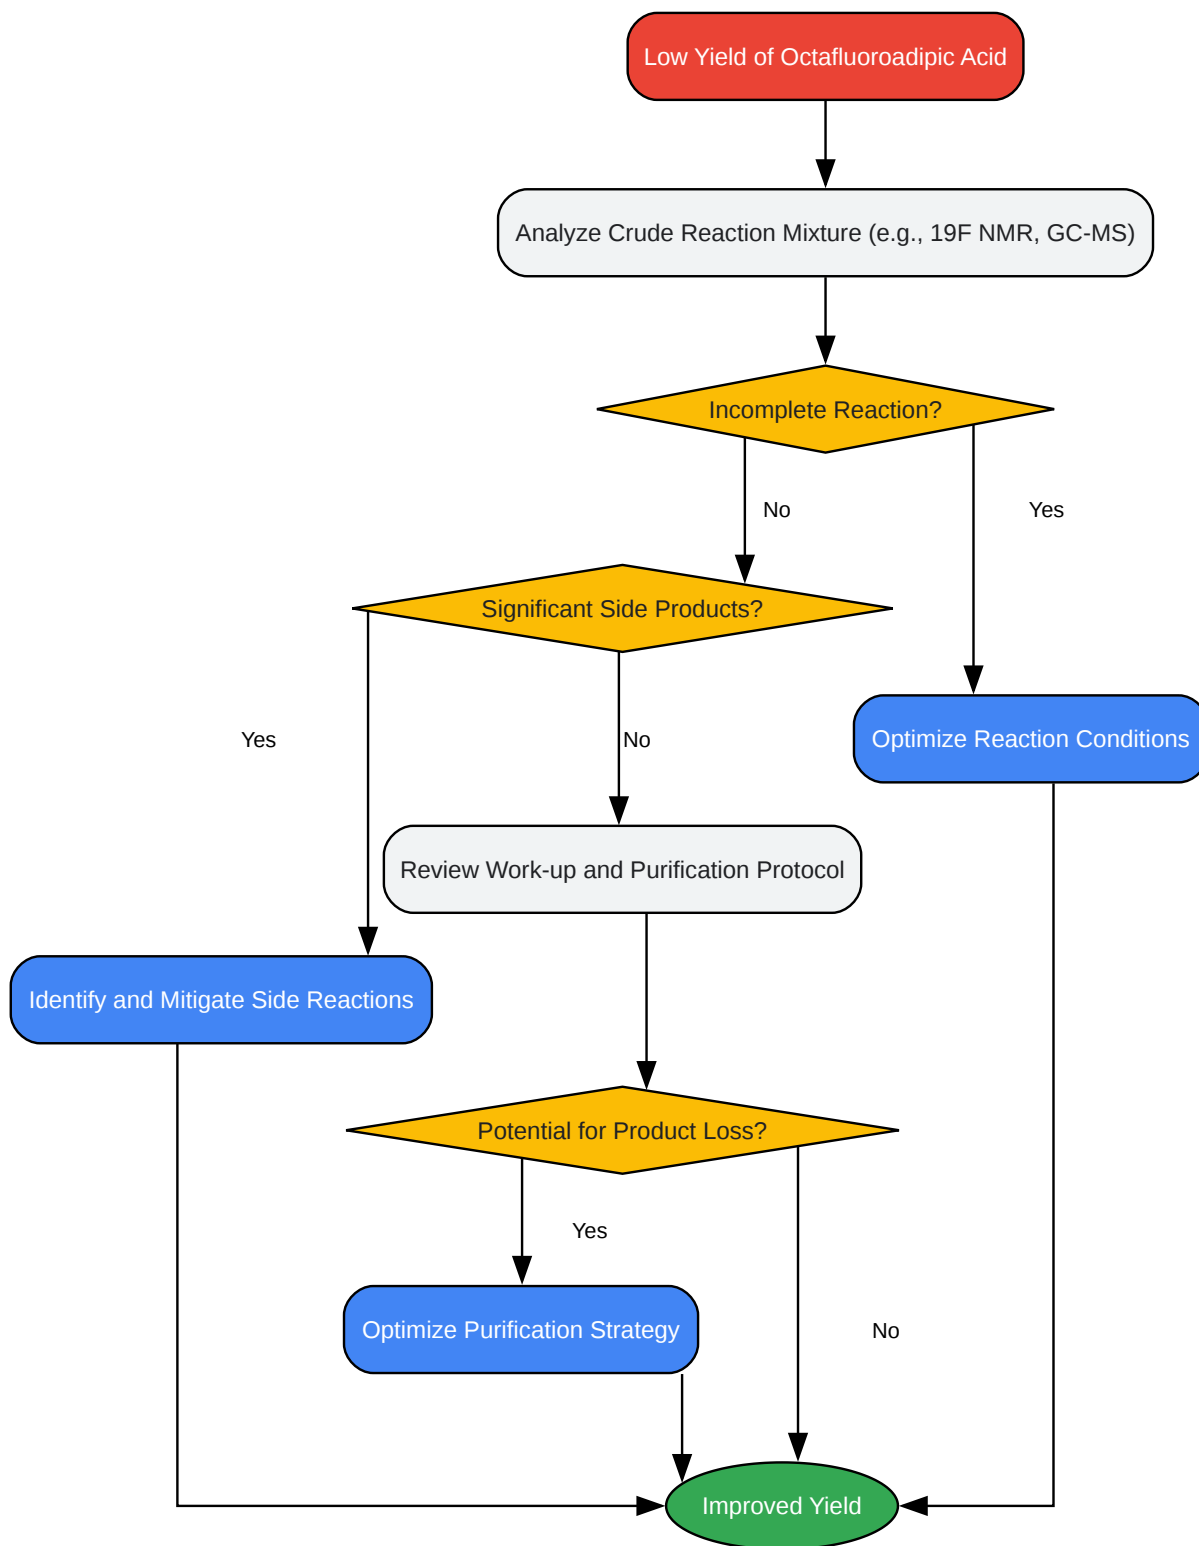 Low Yield of Octafluoroadipic Acid
Analyze Crude Reaction Mixture (e.g., 19F NMR, GC-MS)
Incomplete Reaction?
No
Yes
Significant Side Products?
Yes
No
Optimize Reaction Conditions
Review Work-up and Purification Protocol
Identify and Mitigate Side Reactions
Potential for Product Loss?
Yes
Optimize Purification Strategy
No
Improved Yield